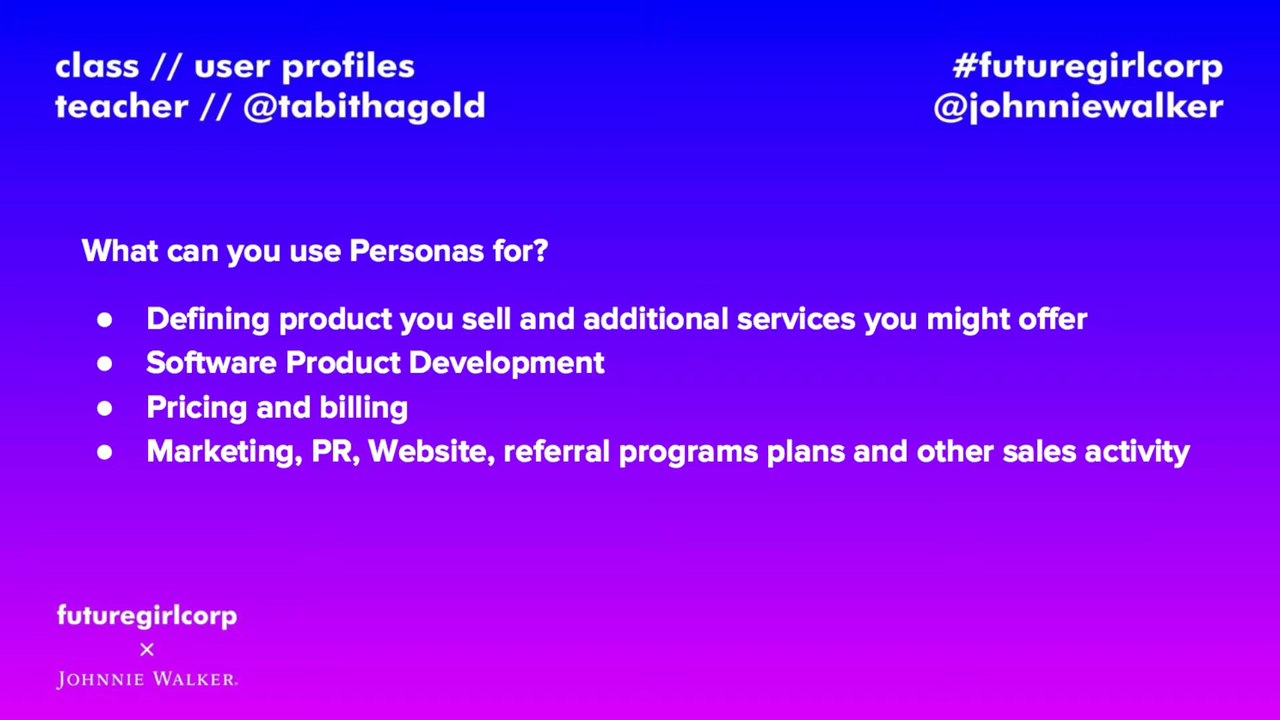 class // user profiles
teacher // @tabithagold
#futuregirlcorp
@johnniewalker
What can you use Personas for?
● Defining product you sell and additional services you might offer
● Software Product Development
● Pricing and billing
● Marketing, PR, Website, referral programs plans and other sales activity
futuregirlcorp
×
JOHNNIE WALKER.